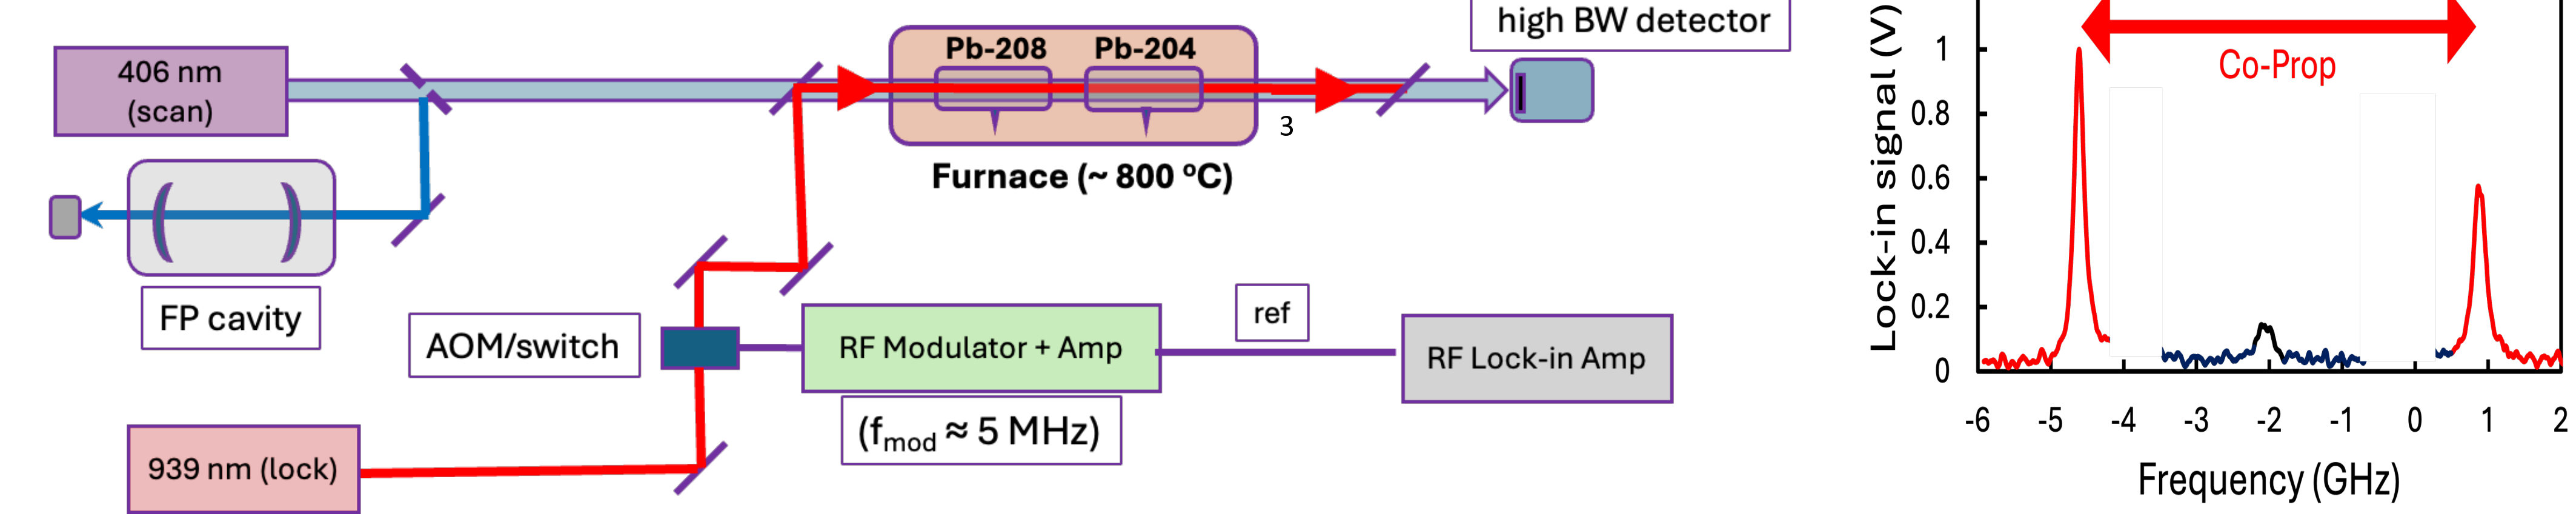 406 nm
(scan)
FP cavity
AOM/switch
939 nm (lock)
Pb-208
Pb-204
3
Furnace (~ 800 ºC)
high BW detector
RF Modulator + Amp
(fmod ≈ 5 MHz)
ref
RF Lock-in Amp
Lock-in signal (V)
1
0.8
0.6
0.4
0.2
0
Co-Prop
-6 -5 -4 -3 -2 -1 0 1 2
Frequency (GHz)